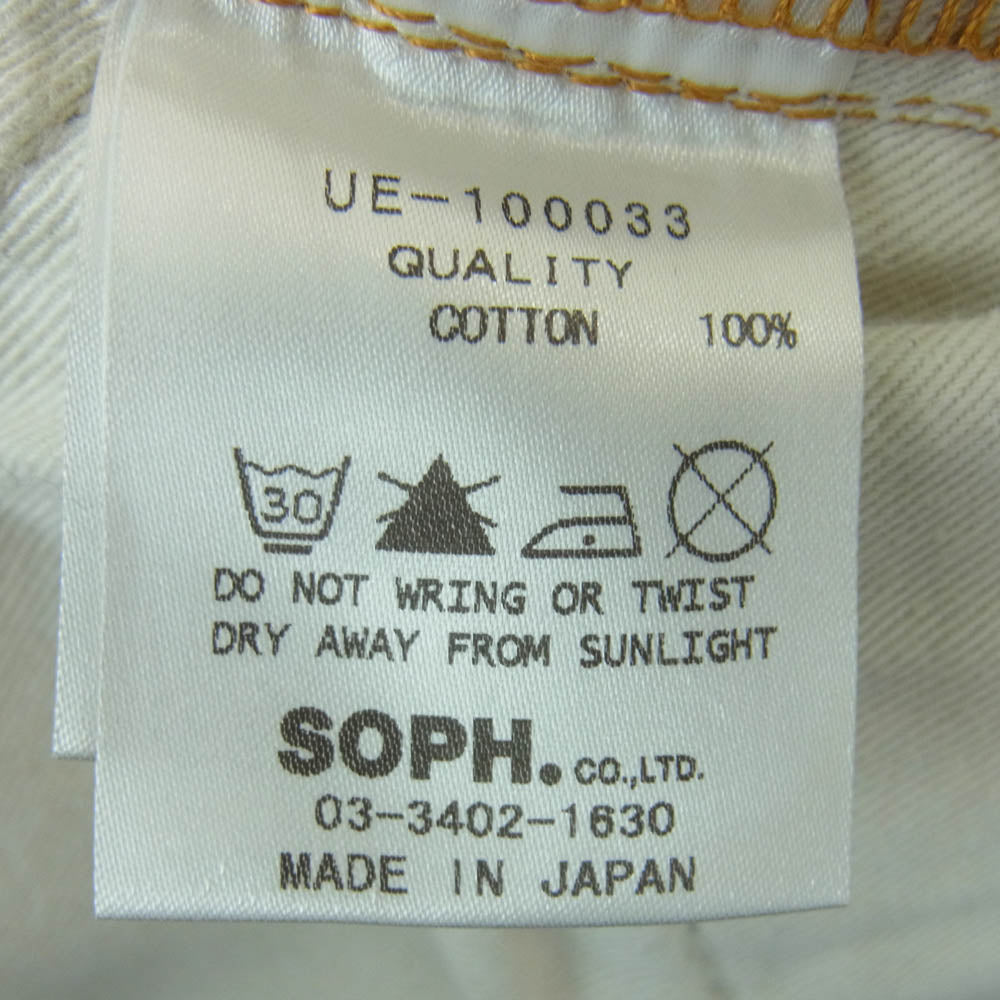 UE-100033
QUALITY
COTTON 100%
30
DO NOT WRING OR TWIST
DRY AWAY FROM SUNLIGHT
SOPH. CO.,LTD.
03-3402-1630
MADE IN JAPAN